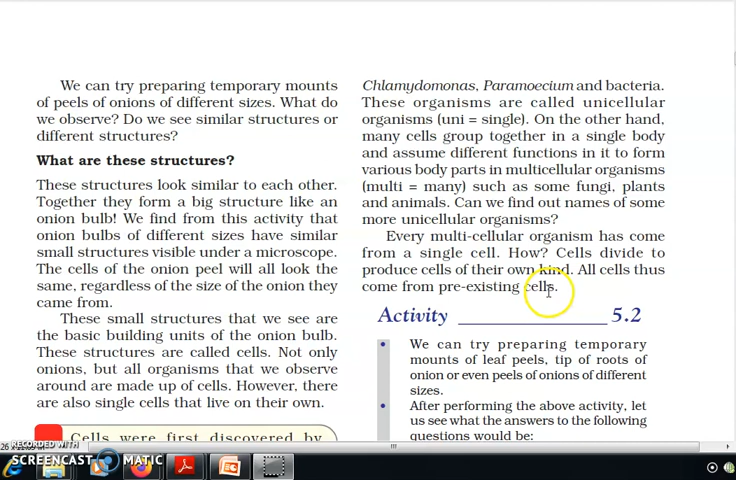 We can try preparing temporary mounts
of peels of onions of different sizes. What do
we observe? Do we see similar structures or
different structures?
What are these structures?
These structures look similar to each other.
Together they form a big structure like an
onion bulb! We find from this activity that
onion bulbs of different sizes have similar
small structures visible under a microscope.
The cells of the onion peel will all look the
same, regardless of the size of the onion they
came from.
These small structures that we see are
the basic building units of the onion bulb.
These structures are called cells. Not only
onions, but all organisms that we observe
around are made up of cells. However, there
are also single cells that live on their own.
Cells were first discovered by
Chlamydomonas, Paramoecium and bacteria.
These organisms are called unicellular
organisms (uni = single). On the other hand,
many cells group together in a single body
and assume different functions in it to form
various body parts in multicellular organisms
(multi = many) such as some fungi, plants
and animals. Can we find out names of some
more unicellular organisms?
Every multi-cellular organism has come
from a single cell. How? Cells divide to
produce cells of their own kind. All cells thus
come from pre-existing cells.
Activity 5.2
• We can try preparing temporary
mounts of leaf peels, tip of roots of
onion or even peels of onions of different
sizes.
• After performing the above activity, let
us see what the answers to the following
questions would be:
RECORDED WITH
SCREENCAST MATIC